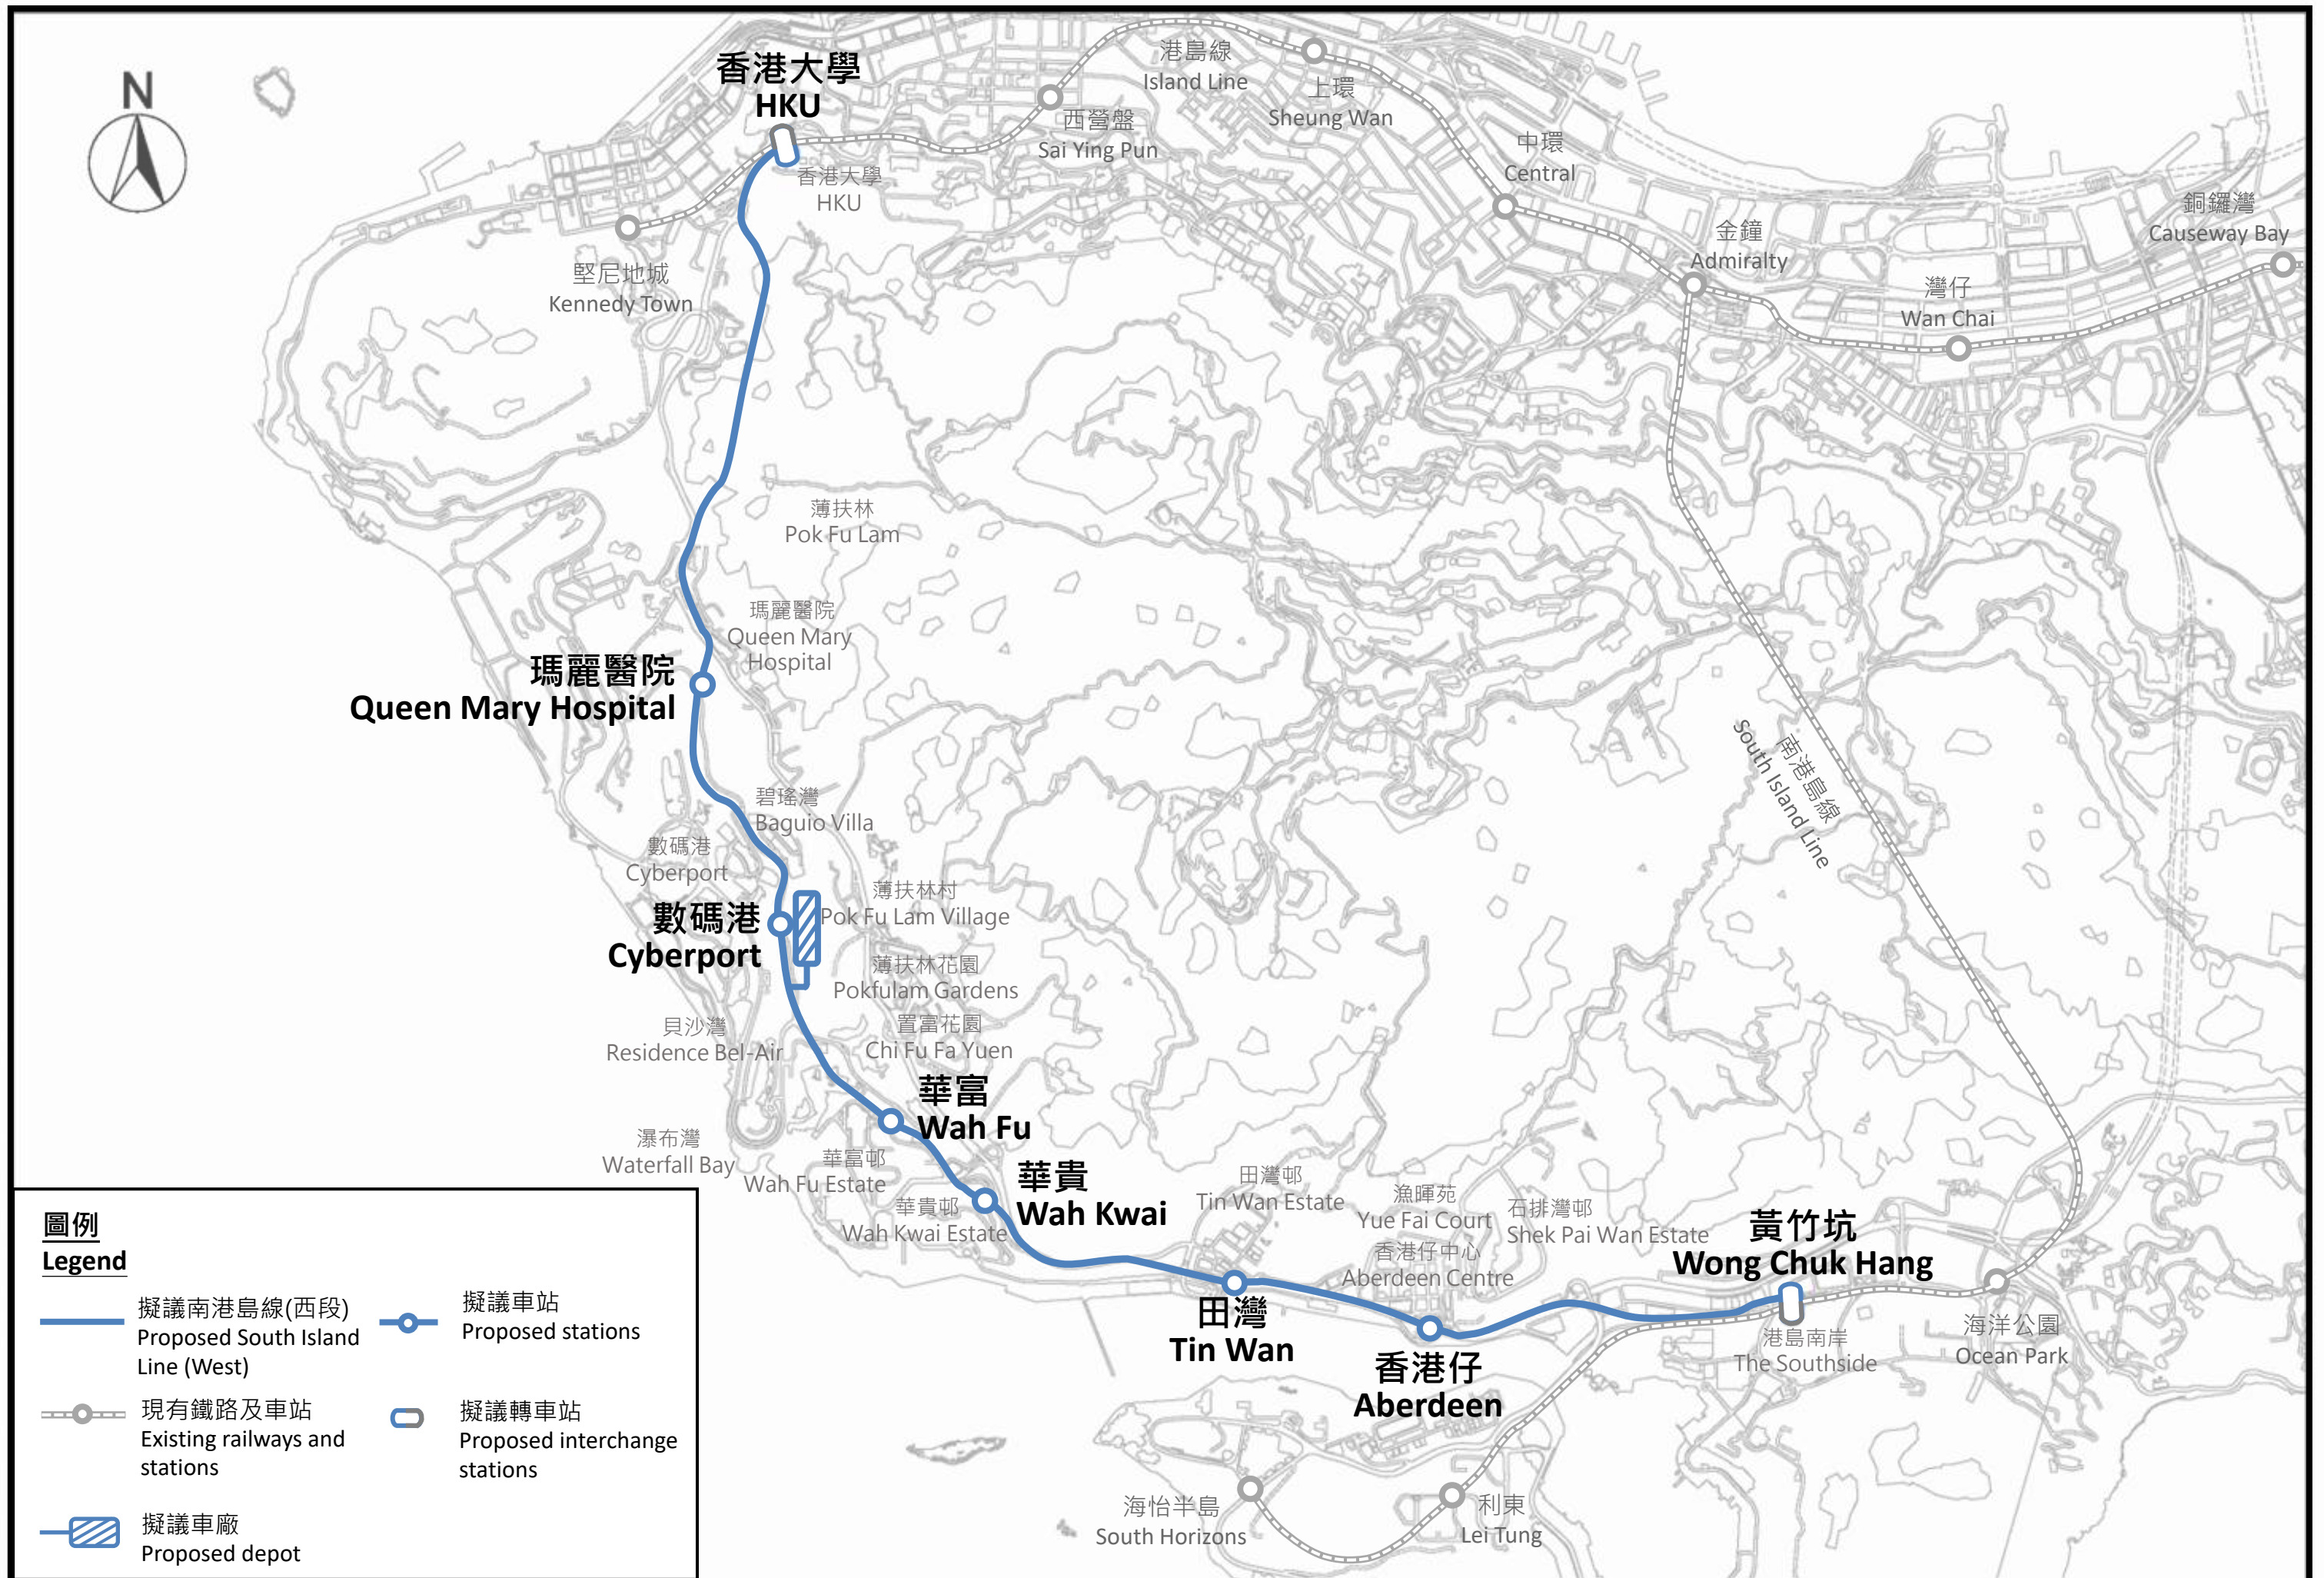 N
香港大學
HKU
香港大學
HKU
港島線
Island Line
上環
Sheung Wan
西營盤
Sai Ying Pun
中環
Central
金鐘
Admiralty
銅鑼灣
Causeway Bay
灣仔
Wan Chai
堅尼地城
Kennedy Town
薄扶林
Pok Fu Lam
瑪麗醫院
Queen Mary
Hospital
瑪麗醫院
Queen Mary Hospital
南港島線
South Island Line
碧瑤灣
Baguio Villa
數碼港
Cyberport
數碼港
Cyberport
薄扶林村
Pok Fu Lam Village
薄扶林花園
Pokfulam Gardens
貝沙灣
Residence Bel-Air
置富花園
Chi Fu Fa Yuen
華富
Wah Fu
瀑布灣
Waterfall Bay
華富邨
Wah Fu Estate
華貴
Wah Kwai
華貴邨
Wah Kwai Estate
田灣邨
Tin Wan Estate
漁暉苑
Yue Fai Court
石排灣邨
Shek Pai Wan Estate
香港仔中心
Aberdeen Centre
黃竹坑
Wong Chuk Hang
田灣
Tin Wan
香港仔
Aberdeen
港島南岸
The Southside
海洋公園
Ocean Park
海怡半島
South Horizons
利東
Lei Tung
圖例
Legend
擬議南港島線(西段)
Proposed South Island
Line (West)
擬議車站
Proposed stations
現有鐵路及車站
Existing railways and
stations
擬議轉車站
Proposed interchange
stations
擬議車廠
Proposed depot